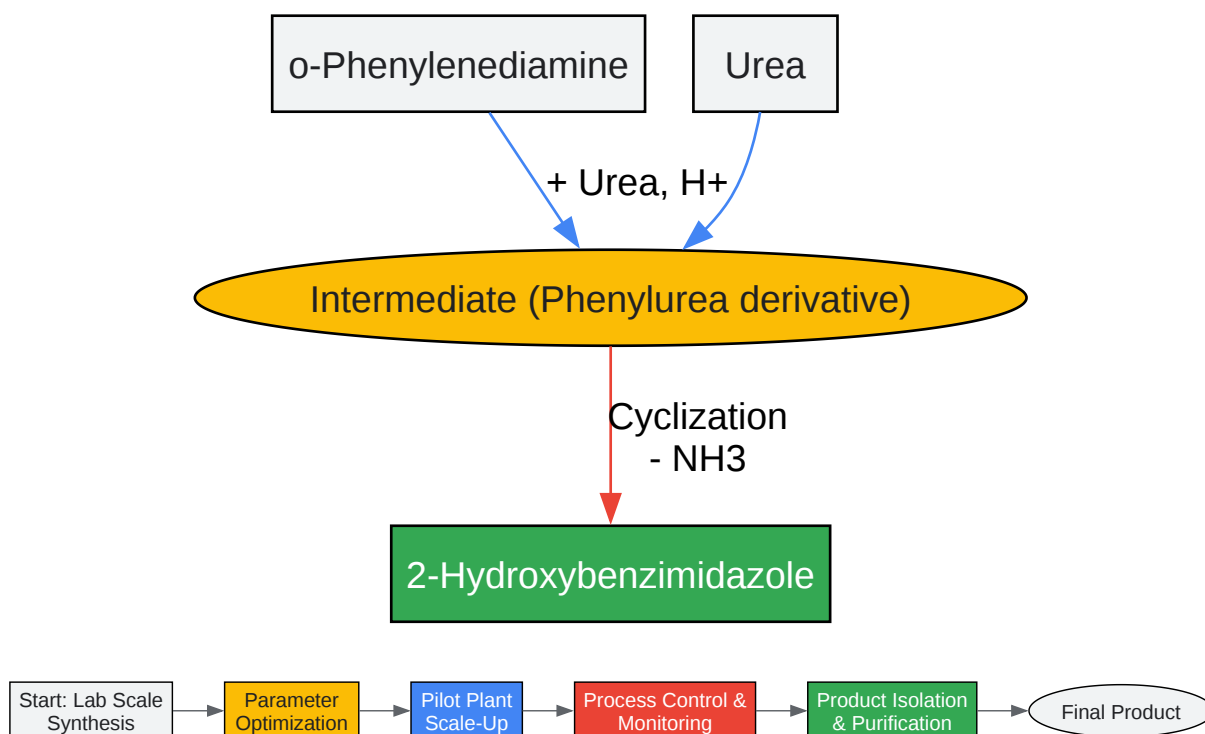 o-Phenylenediamine
Urea
+ Urea, H+
Intermediate (Phenylurea derivative)
Cyclization
- NH3
2-Hydroxybenzimidazole
Start: Lab Scale
Synthesis
Parameter
Optimization
Pilot Plant
Scale-Up
Process Control &
Monitoring
Product Isolation
& Purification
Final Product